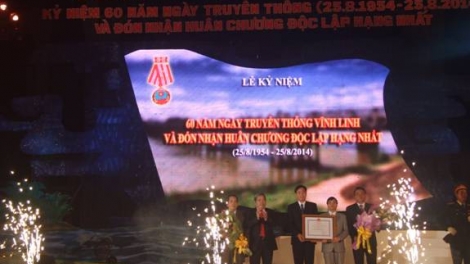 KỶ NIỆM 60 NĂM NGÀY TRUYỀN THỐNG (25.8.1954 - 25.8.2014)
VÀ ĐÓN NHẬN HUÂN CHƯƠNG ĐỘC LẬP HẠNG NHẤT
LỄ KỶ NIỆM
60 NĂM NGÀY TRUYỀN THỐNG VĨNH LINH
VÀ ĐÓN NHẬN HUÂN CHƯƠNG ĐỘC LẬP HẠNG NHẤT
(25/8/1954 - 25/8/2014)